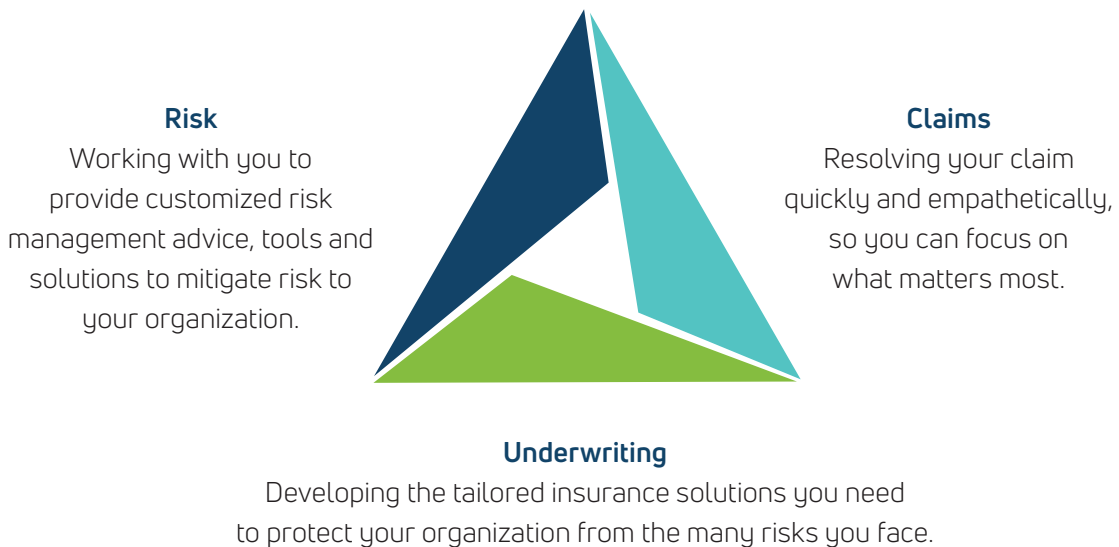 Risk
Working with you to
provide customized risk
management advice, tools and
solutions to mitigate risk to
your organization.
Claims
Resolving your claim
quickly and empathetically,
so you can focus on
what matters most.
Underwriting
Developing the tailored insurance solutions you need
to protect your organization from the many risks you face.